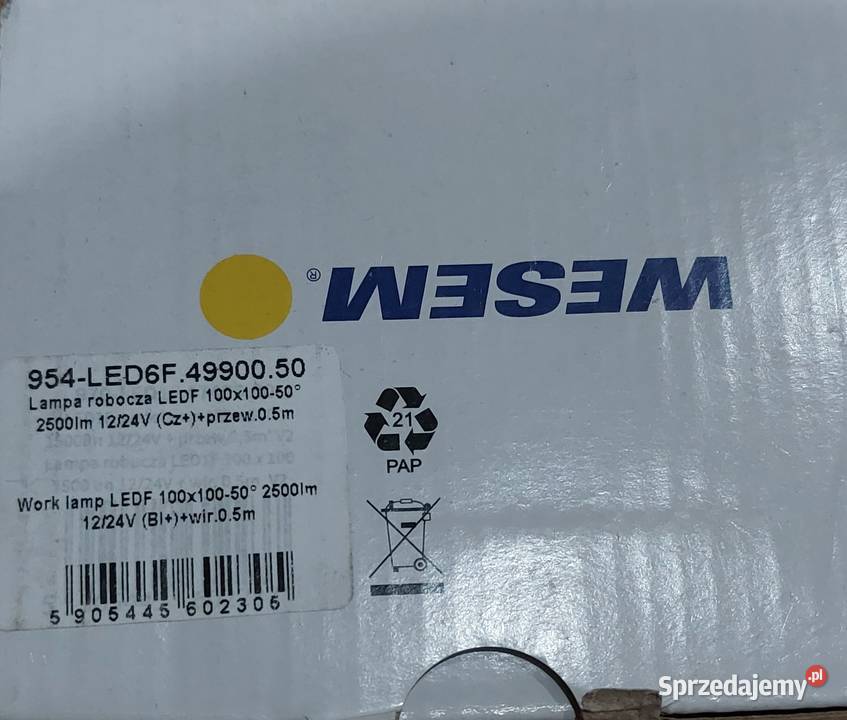 WESEM®
954-LED6F.49900.50
Lampa robocza LEDF 100x100-50°
2500lm 12/24V (Cz+)+przew.0.5m
Work lamp LEDF 100x100-50° 2500lm
12/24V (Bl+)+wir.0.5m
5 905445 602305
21
PAP
Sprzedajemy.pl